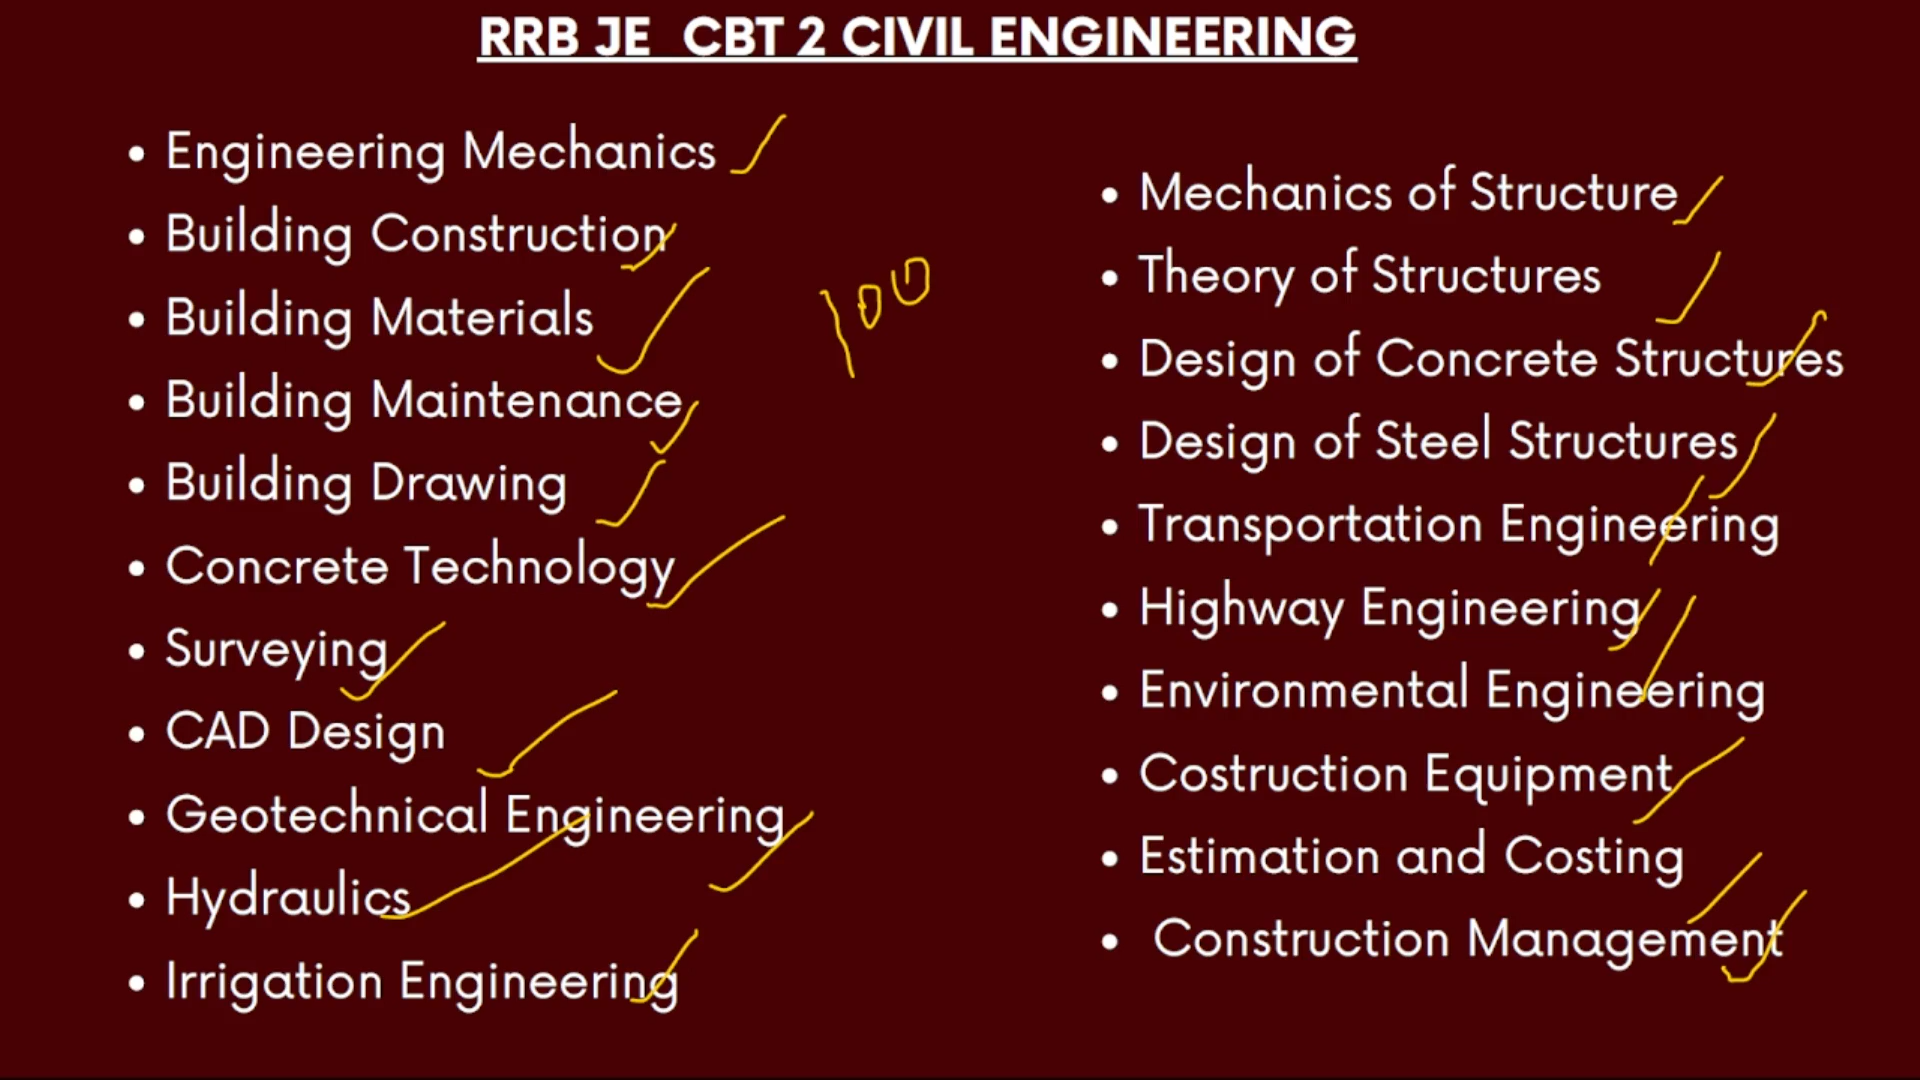 RRB JE CBT 2 CIVIL ENGINEERING
• Engineering Mechanics
• Building Construction
• Building Materials
• Building Maintenance
• Building Drawing
• Concrete Technology
• Surveying
• CAD Design
• Geotechnical Engineering
• Hydraulics
• Irrigation Engineering
100
• Mechanics of Structure
• Theory of Structures
• Design of Concrete Structures
• Design of Steel Structures
• Transportation Engineering
• Highway Engineering
• Environmental Engineering
• Costruction Equipment
• Estimation and Costing
• Construction Management